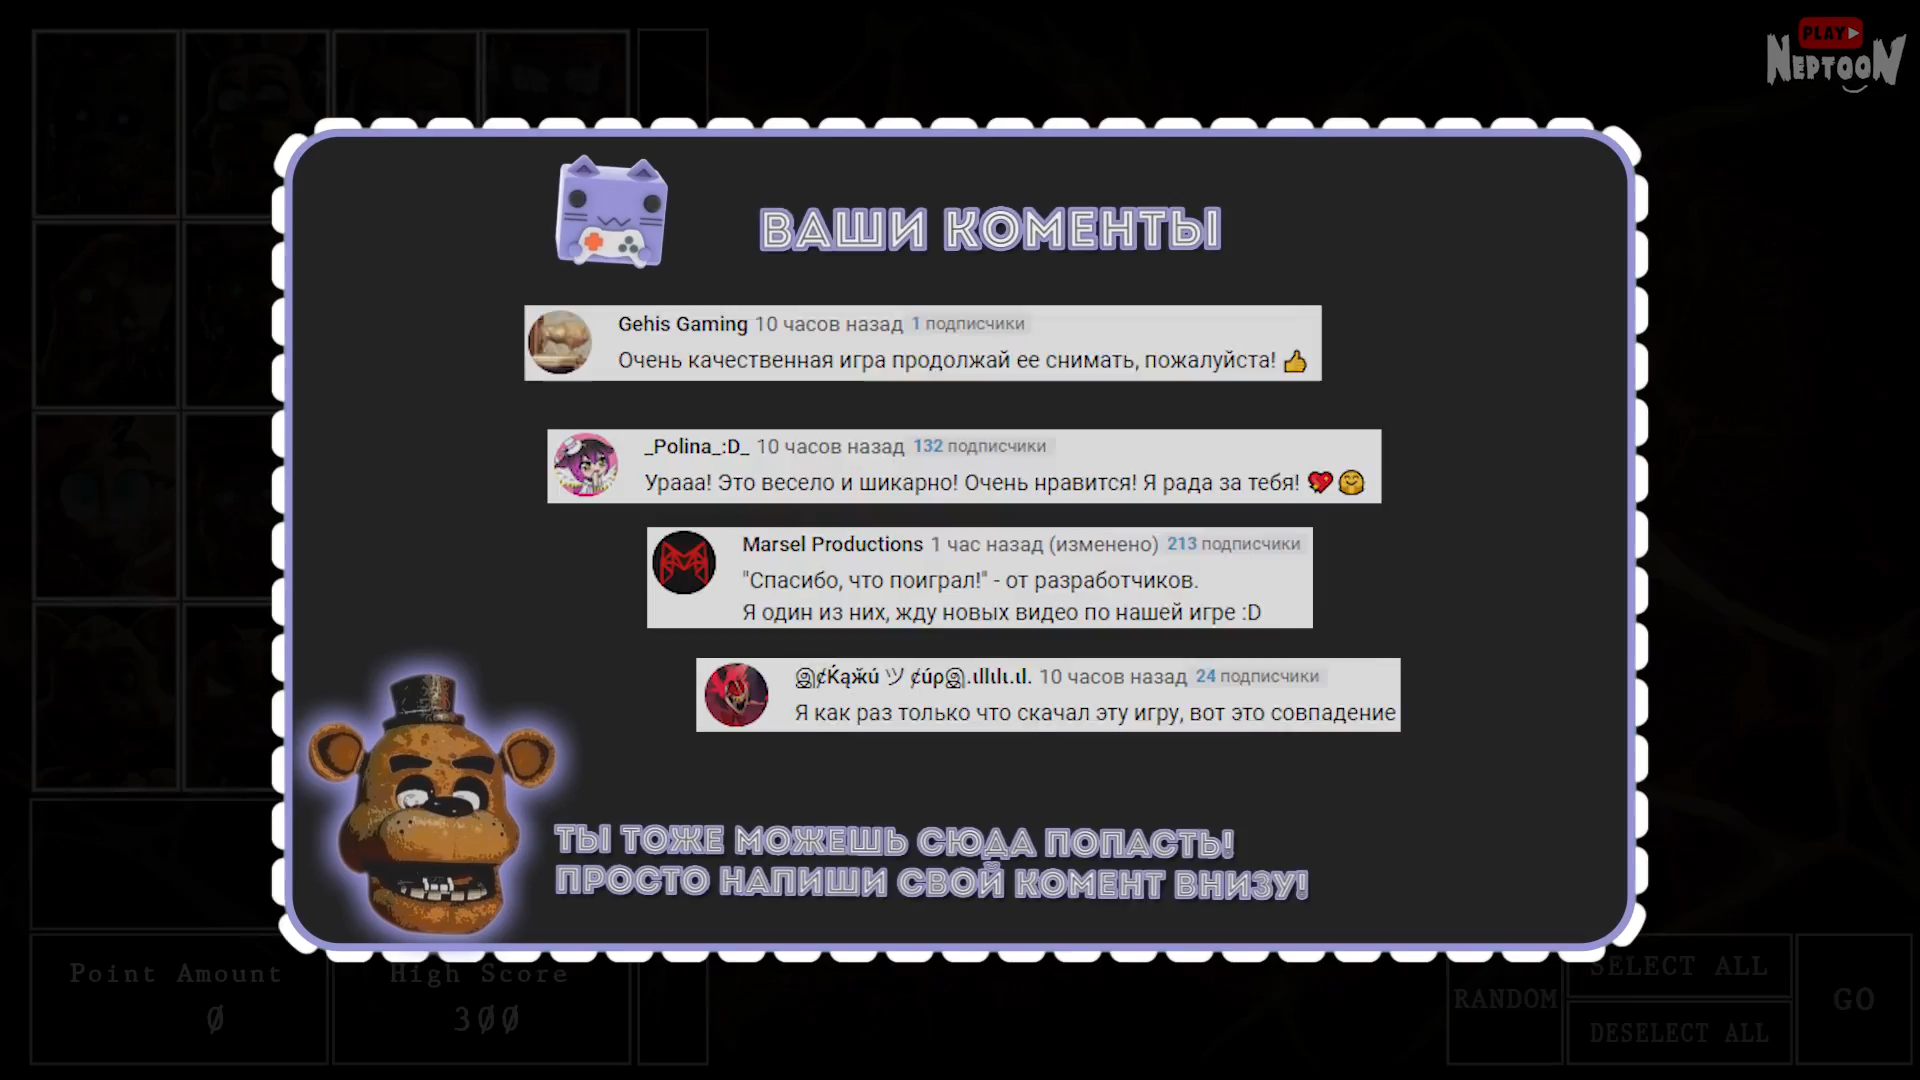 PLAY
NEPTOON
ВАШИ КОМЕНТЫ
Gehis Gaming 10 часов назад 1 подписчики
Очень качественная игра продолжай ее снимать, пожалуйста! 👍
_Polina_:D_ 10 часов назад 132 подписчики
Урааа! Это весело и шикарно! Очень нравится! Я рада за тебя! 💖🤗
Marsel Productions 1 час назад (изменено) 213 подписчики
"Спасибо, что поиграл!" - от разработчиков.
Я один из них, жду новых видео по нашей игре :D
10 часов назад 24 подписчики
Я как раз только что скачал эту игру, вот это совпадение
ТЫ ТОЖЕ МОЖЕШЬ СЮДА ПОПАСТЬ!
ПРОСТО НАПИШИ СВОЙ КОМЕНТ ВНИЗУ!
Point Amount
0
High Score
300
RANDOM
SELECT ALL
DESELECT ALL
GO